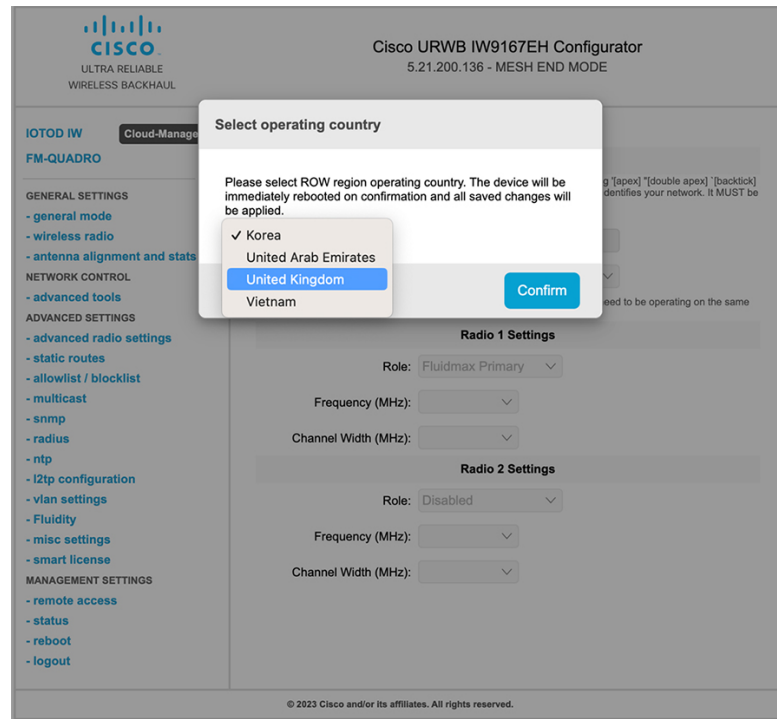 CISCO
ULTRA RELIABLE
WIRELESS BACKHAUL
Cisco URWB IW9167EH Configurator
5.21.200.136 - MESH END MODE
IOTOD IW
Cloud-Manage
FM-QUADRO
GENERAL SETTINGS
- general mode
- wireless radio
- antenna alignment and stats
NETWORK CONTROL
- advanced tools
ADVANCED SETTINGS
- advanced radio settings
- static routes
- allowlist / blocklist
- multicast
- snmp
- radius
- ntp
- l2tp configuration
- vlan settings
- Fluidity
- misc settings
- smart license
MANAGEMENT SETTINGS
- remote access
- status
- reboot
- logout
Select operating country
Please select ROW region operating country. The device will be
immediately rebooted on confirmation and all saved changes will
be applied.
✓ Korea
United Arab Emirates
United Kingdom
Vietnam
Confirm
g '[apex] "[double apex] `[backtick]
dentifies your network. It MUST be
eed to be operating on the same
Radio 1 Settings
Role: Fluidmax Primary
Frequency (MHz):
Channel Width (MHz):
Radio 2 Settings
Role: Disabled
Frequency (MHz):
Channel Width (MHz):
© 2023 Cisco and/or its affiliates. All rights reserved.